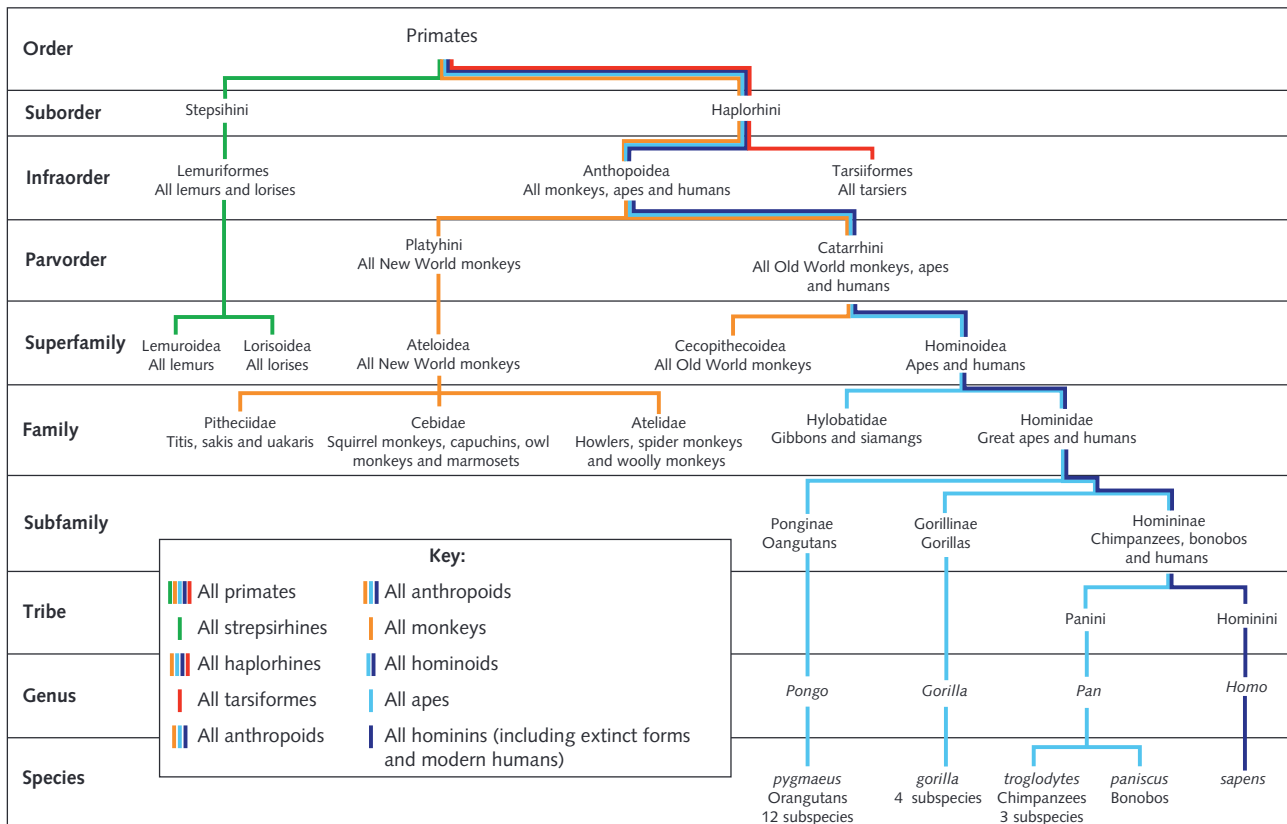 Order
Primates
Suborder
Stepsihini
Haplorhini
Infraorder
Lemuriformes
All lemurs and lorises
Anthopoidea
All monkeys, apes and humans
Tarsiiformes
All tarsiers
Parvorder
Platyhini
All New World monkeys
Catarrhini
All Old World monkeys, apes
and humans
Superfamily
Lemuroidea
All lemurs
Lorisoidea
All lorises
Ateloidea
All New World monkeys
Cecopithecoidea
All Old World monkeys
Hominoidea
Apes and humans
Family
Pitheciidae
Titis, sakis and uakaris
Cebidae
Squirrel monkeys, capuchins, owl
monkeys and marmosets
Atelidae
Howlers, spider monkeys
and woolly monkeys
Hylobatidae
Gibbons and siamangs
Hominidae
Great apes and humans
Subfamily
Ponginae
Oangutans
Gorillinae
Gorillas
Homininae
Chimpanzees, bonobos
and humans
Key:
All primates
All strepsirhines
All haplorhines
All tarsiformes
All anthropoids
All anthropoids
All monkeys
All hominoids
All apes
All hominins (including extinct forms
and modern humans)
Tribe
Panini
Hominini
Genus
Pongo
Gorilla
Pan
Homo
Species
pygmaeus
Orangutans
12 subspecies
gorilla
4 subspecies
troglodytes
Chimpanzees
3 subspecies
paniscus
Bonobos
sapens